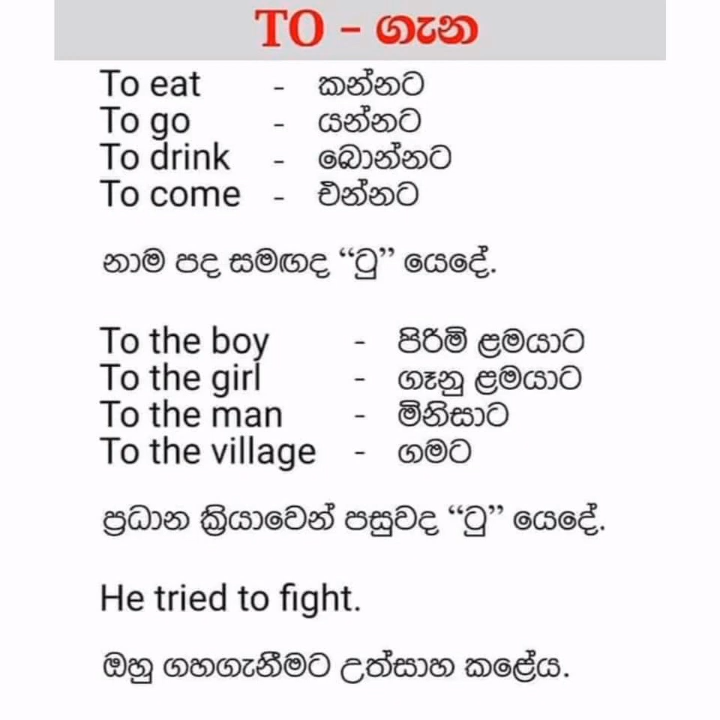 TO - ගැන
To eat - කන්නට
To go - යන්නට
To drink - බොන්නට
To come - එන්නට
නාම පද සමඟද “ටු” යෙදේ.
To the boy - පිරිමි ළමයාට
To the girl - ගෑනු ළමයාට
To the man - මිනිසාට
To the village - ගමට
ප්‍රධාන ක්‍රියාවෙන් පසුවද “ටු” යෙදේ.
He tried to fight.
ඔහු ගහගැනීමට උත්සාහ කළේය.